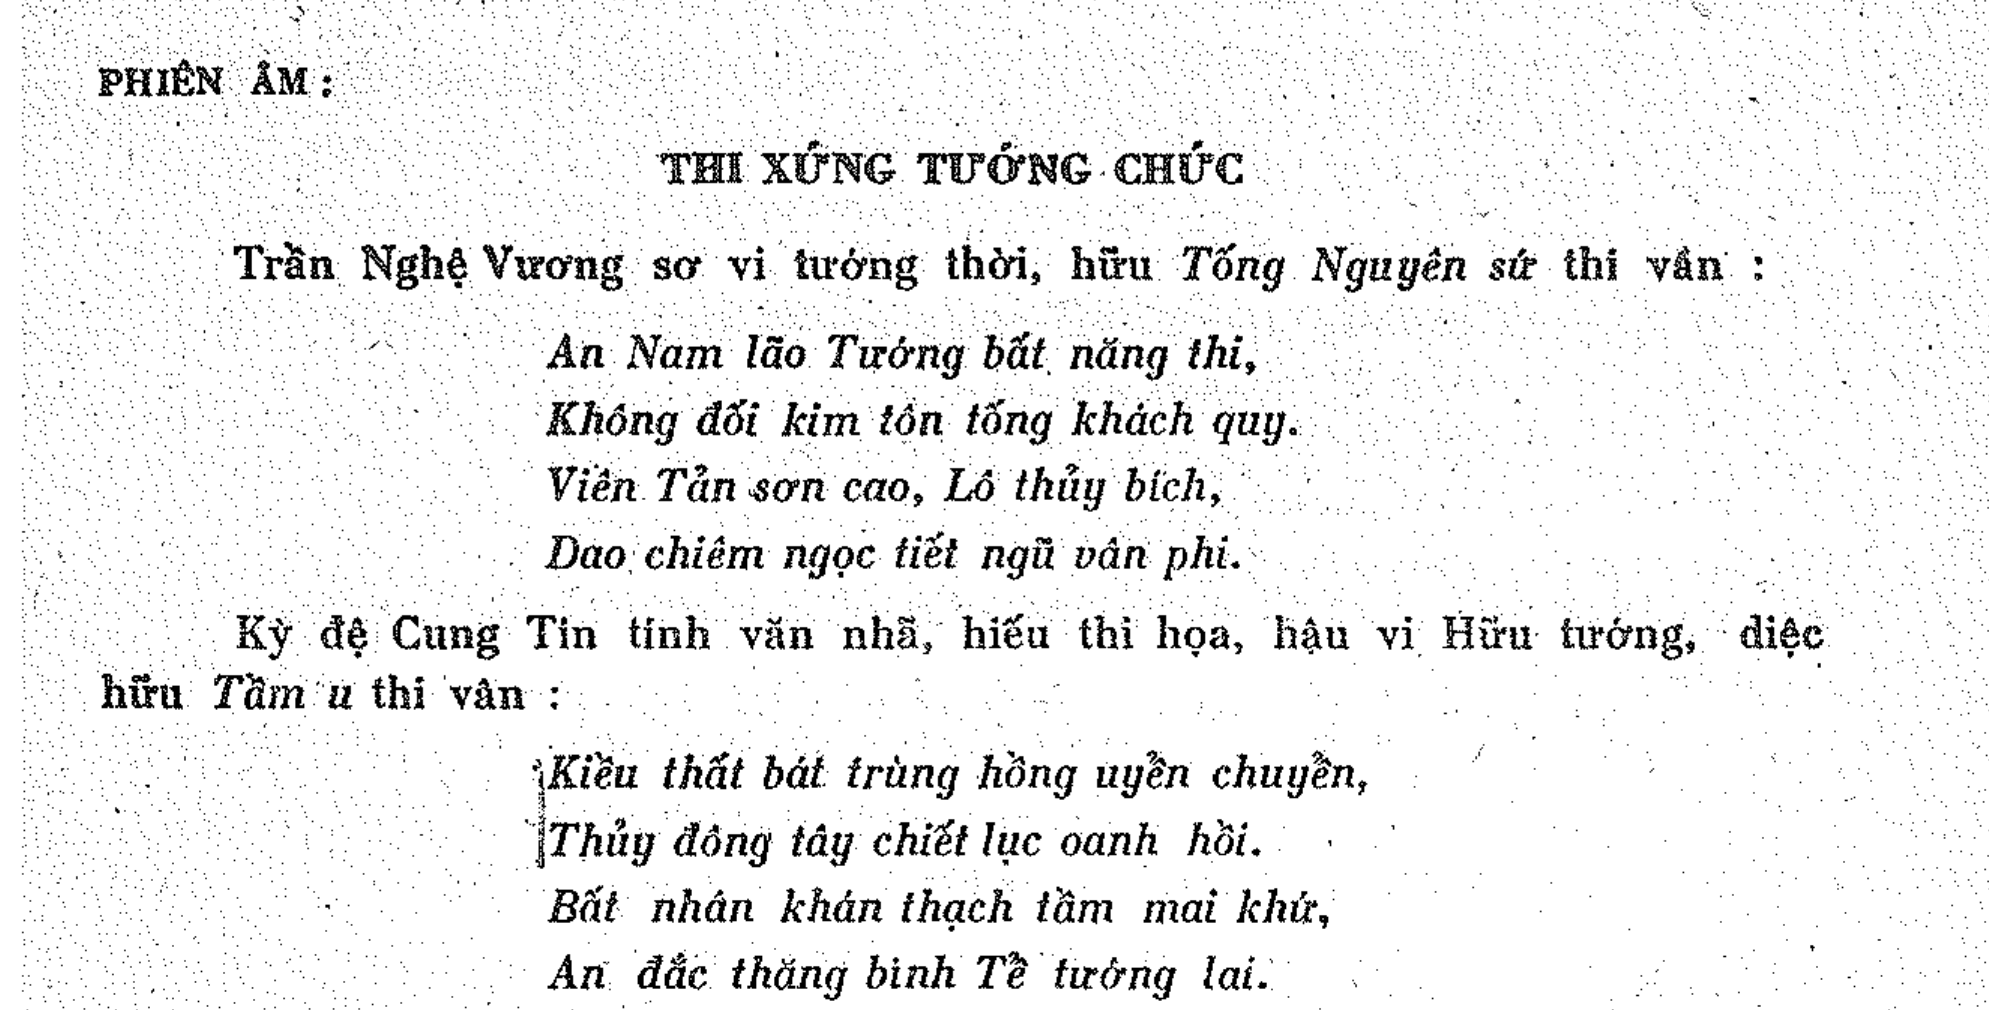 PHIÊN ÂM :
THI XỨNG TƯỚNG CHỨC
Trần Nghệ Vương sơ vi tướng thời, hữu Tống Nguyên sứ thi vân :
An Nam lão Tướng bất năng thi,
Không đối kim tôn tống khách quy.
Viên Tản sơn cao, Lô thủy bích,
Dao chiêm ngọc tiết ngũ vân phi.
Kỳ đệ Cung Tín tính văn nhã, hiếu thi họa, hậu vi Hữu tướng, diệc
hữu Tầm u thi vân :
Kiều thất bát trùng hồng uyển chuyển,
Thủy đông tây chiết lục oanh hồi.
Bất nhân khán thạch tầm mai khứ,
An đắc thăng bình Tể tướng lai.